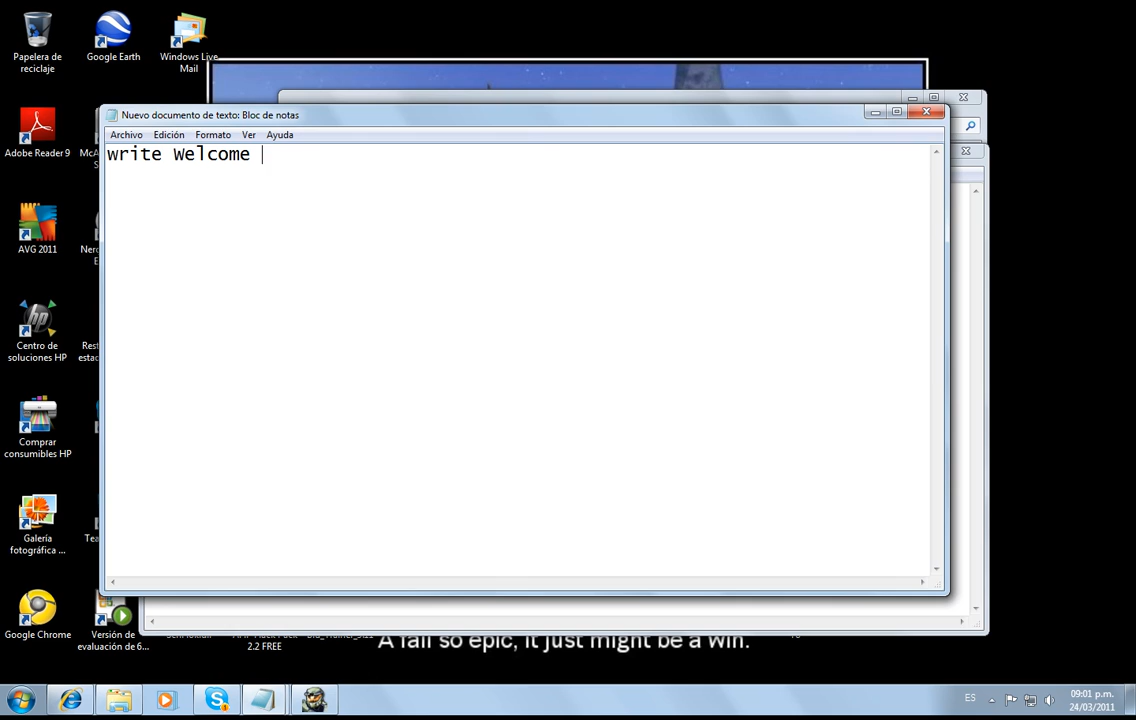 Papelera de
reciclaje
Google Earth
Windows Live
Mail
Adobe Reader 9
AVG 2011
Centro de
soluciones HP
Comprar
consumibles HP
Galería
fotográfica ...
Google Chrome
Versión de
evaluación de 6...
Nuevo documento de texto: Bloc de notas
Archivo Edición Formato Ver Ayuda
write Welcome
2.2 FREE
A fail so epic, it just might be a win.
ES
09:01 p.m.
24/03/2011